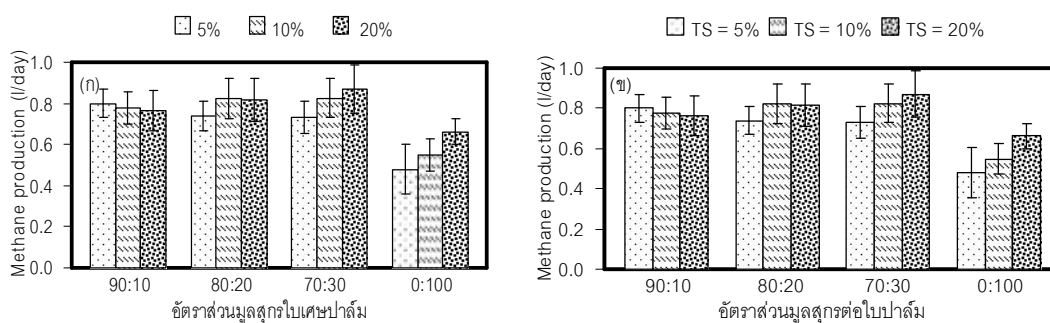 5% 10% 20%
Methane production (l/day)
(ก)
1.0
0.8
0.6
0.4
0.2
0.0
90:10 80:20 70:30 0:100
อัตราส่วนมูลสุกรใบเศษปาล์ม
TS = 5% TS = 10% TS = 20%
Methane production (l/day)
(ข)
1.0
0.8
0.6
0.4
0.2
0.0
90:10 80:20 70:30 0:100
อัตราส่วนมูลสุกรต่อใบปาล์ม